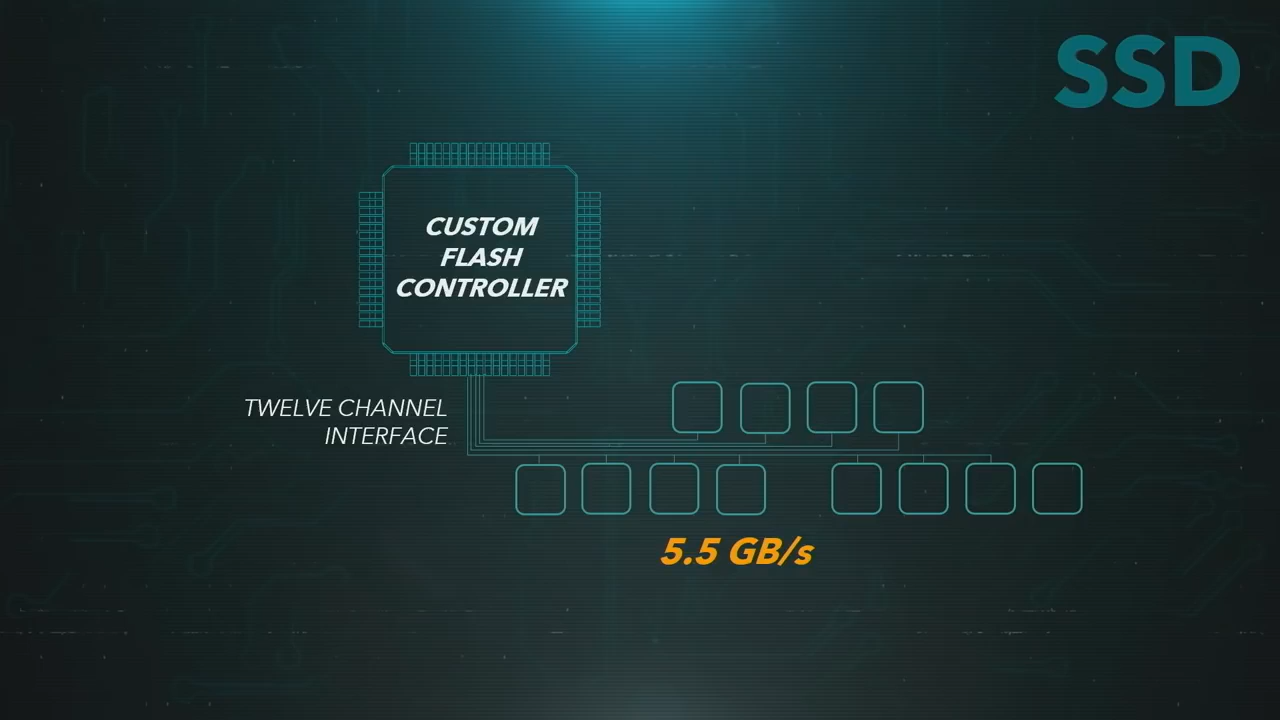 SSD
CUSTOM
FLASH
CONTROLLER
TWELVE CHANNEL
INTERFACE
5.5 GB/s